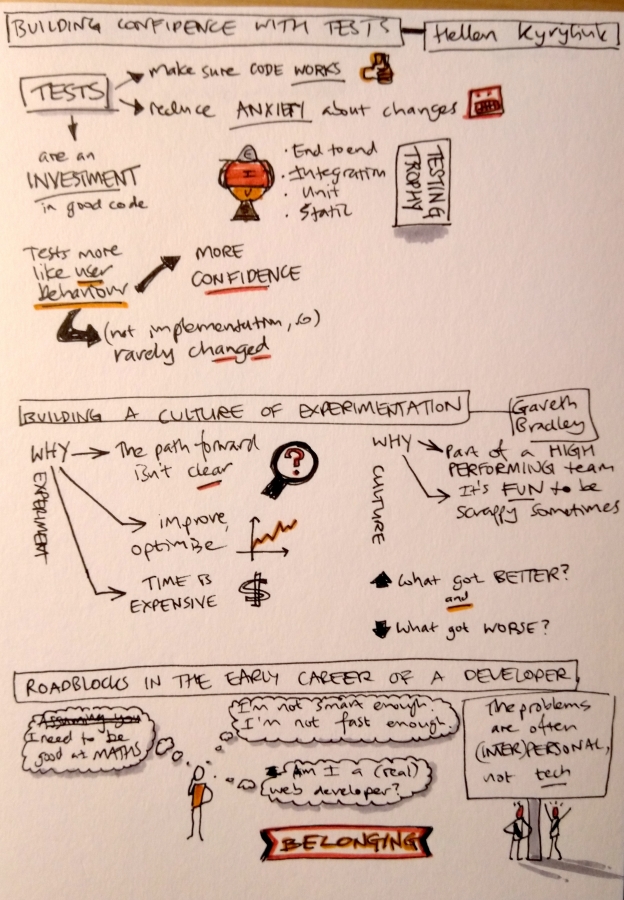 BUILDING CONFIDENCE WITH TESTS
Hellen
TESTS
make sure CODE WORKS
reduce ANXIETY about changes
are an
INVESTMENT
in good code
E
I
U
S
• End to end
• Integration
• Unit
• Static
TESTING
TROPHY
Tests more
like user
behaviour
MORE
CONFIDENCE
(not implementation, so)
rarely changed
BUILDING A CULTURE OF EXPERIMENTATION
Gareth
Bradley
WHY
EXPERIMENT
The path forward
isn't clear
?
improve,
optimise
TIME IS
EXPENSIVE
$
WHY
CULTURE
part of a HIGH
PERFORMING team
It's FUN to be
scrappy sometimes
What got BETTER?
and
What got WORSE?
ROADBLOCKS IN THE EARLY CAREER OF A DEVELOPER
Assuming you
I need to be
good at MATHS
I'm not smart enough.
I'm not fast enough
Am I a (real)
web developer?
BELONGING
The problems
are often
(INTER)PERSONAL,
not tech